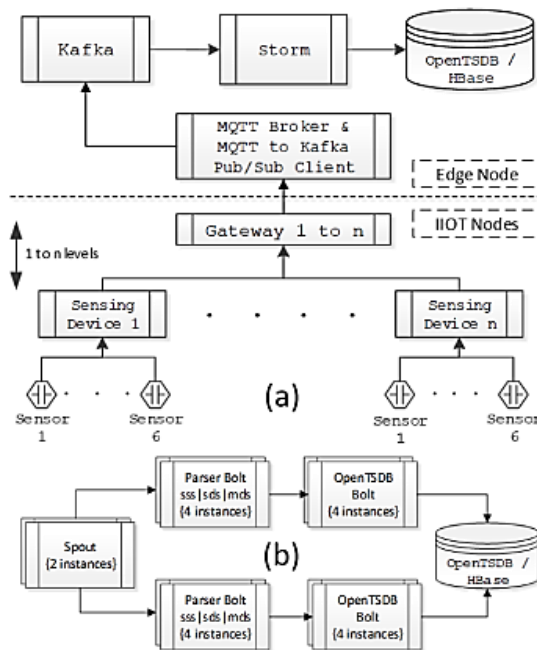 Kafka
Storm
OpenTSDB /
HBase
MQTT Broker &
MQTT to Kafka
Pub/Sub Client
Edge Node
IIOT Nodes
Gateway 1 to n
1 to n levels
Sensing
Device 1
. . . .
Sensing
Device n
. . .
. . .
Sensor
1
Sensor
6
(a)
Sensor
1
Sensor
6
Parser Bolt
sss|sds|mds
{4 instances}
OpenTSDB
Bolt
{4 instances}
Spout
{2 instances}
(b)
OpenTSDB /
HBase
Parser Bolt
sss|sds|mds
{4 instances}
OpenTSDB
Bolt
{4 instances}